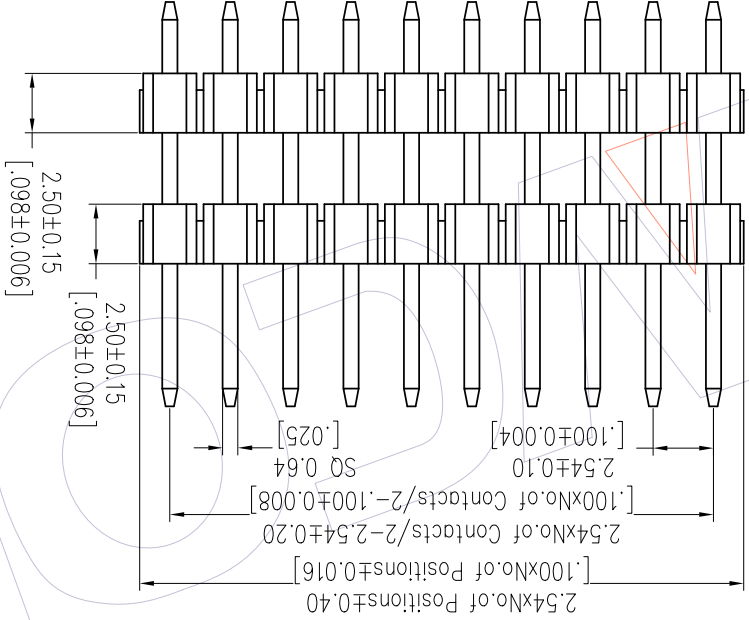 2.54xNo.of Positions±0.40
[.100xNo.of Positions±0.016]
2.54xNo.of Contacts/2-2.54±0.20
[.100xNo.of Contacts/2-.100±0.008]
2.54±0.10
[.100±0.004]
SQ 0.64
[.025]
2.50±0.15
[.098±0.006]
2.50±0.15
[.098±0.006]